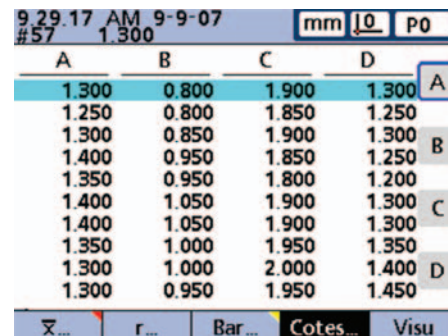 9.29.17 AM 9-9-07 mm 10 P0
#57 1.300
A B C D
1.300 0.800 1.900 1.300 A
1.250 0.800 1.850 1.250
1.300 0.850 1.900 1.300 B
1.400 0.950 1.850 1.250
1.350 0.950 1.800 1.200
1.400 1.050 1.900 1.300 C
1.400 1.050 1.900 1.300
1.350 1.000 1.950 1.350
1.300 1.000 2.000 1.400 D
1.300 0.950 1.950 1.450
x̅... r... Bar... Cotes... Visu